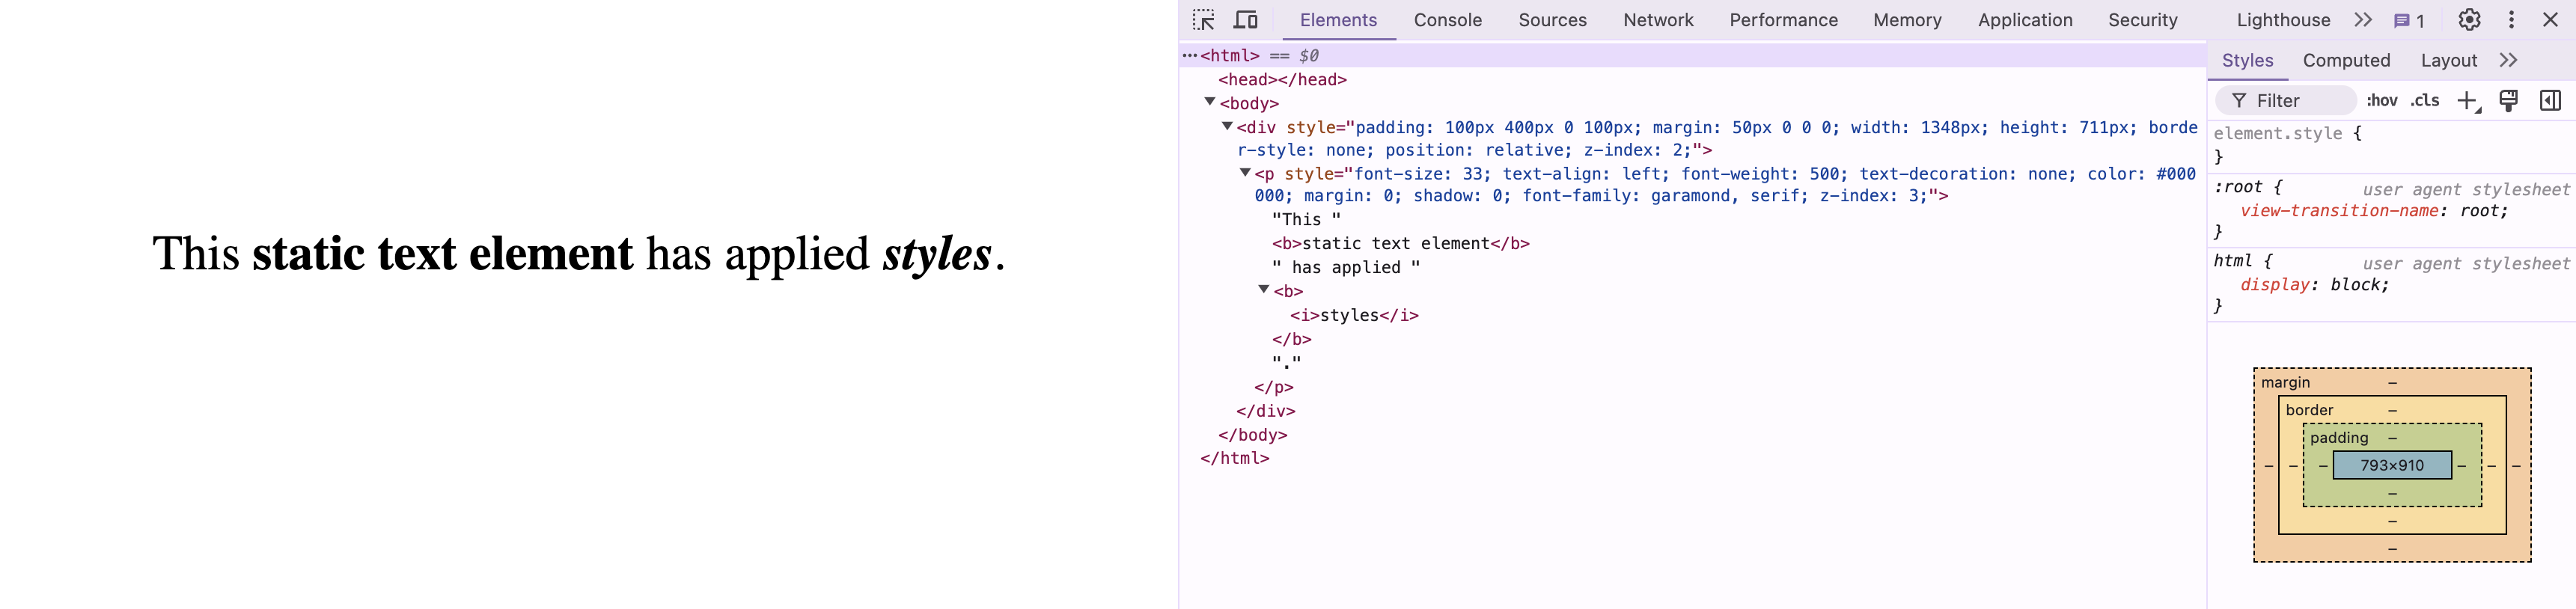 This static text element has applied styles.
Elements Console Sources Network Performance Memory Application Security Lighthouse 1
<html> == $0
<head></head>
<body>
<div style="padding: 100px 400px 0 100px; margin: 50px 0 0 0; width: 1348px; height: 711px; borde
r-style: none; position: relative; z-index: 2;">
<p style="font-size: 33; text-align: left; font-weight: 500; text-decoration: none; color: #000
000; margin: 0; shadow: 0; font-family: garamond, serif; z-index: 3;">
"This "
<b>static text element</b>
" has applied "
<b>
<i>styles</i>
</b>
"."
</p>
</div>
</body>
</html>
Styles Computed Layout
Filter :hov .cls
element.style {
}
:root { user agent stylesheet
view-transition-name: root;
}
html { user agent stylesheet
display: block;
}
margin –
border –
padding –
– – – 793×910 – – –
–
–
–